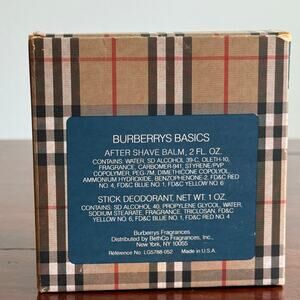 BURBERRYS BASICS
AFTER SHAVE BALM, 2 FL. OZ.
CONTAINS: WATER, SD ALCOHOL 39-C, OLETH-10,
FRAGRANCE, CARBOMER-941, STYRENE/PVP
COPOLYMER, PEG-7M, DIMETHICONE COPOLYOL,
AMMONIUM HYDROXIDE, BENZOPHENONE-2, FD&C RED
NO. 4, FD&C BLUE NO. 1, FD&C YELLOW NO. 6
STICK DEODORANT, NET WT. 1 OZ.
CONTAINS: SD ALCOHOL 40, PROPYLENE GLYCOL, WATER,
SODIUM STEARATE, FRAGRANCE, TRICLOSAN, FD&C
YELLOW NO. 6, FD&C BLUE NO. 1, FD&C RED NO. 4
Burberrys Fragrances
Distributed by BethCo Fragrances, Inc.,
New York, NY 10055
Reference No. LG5788-052 Made in U.S.A.